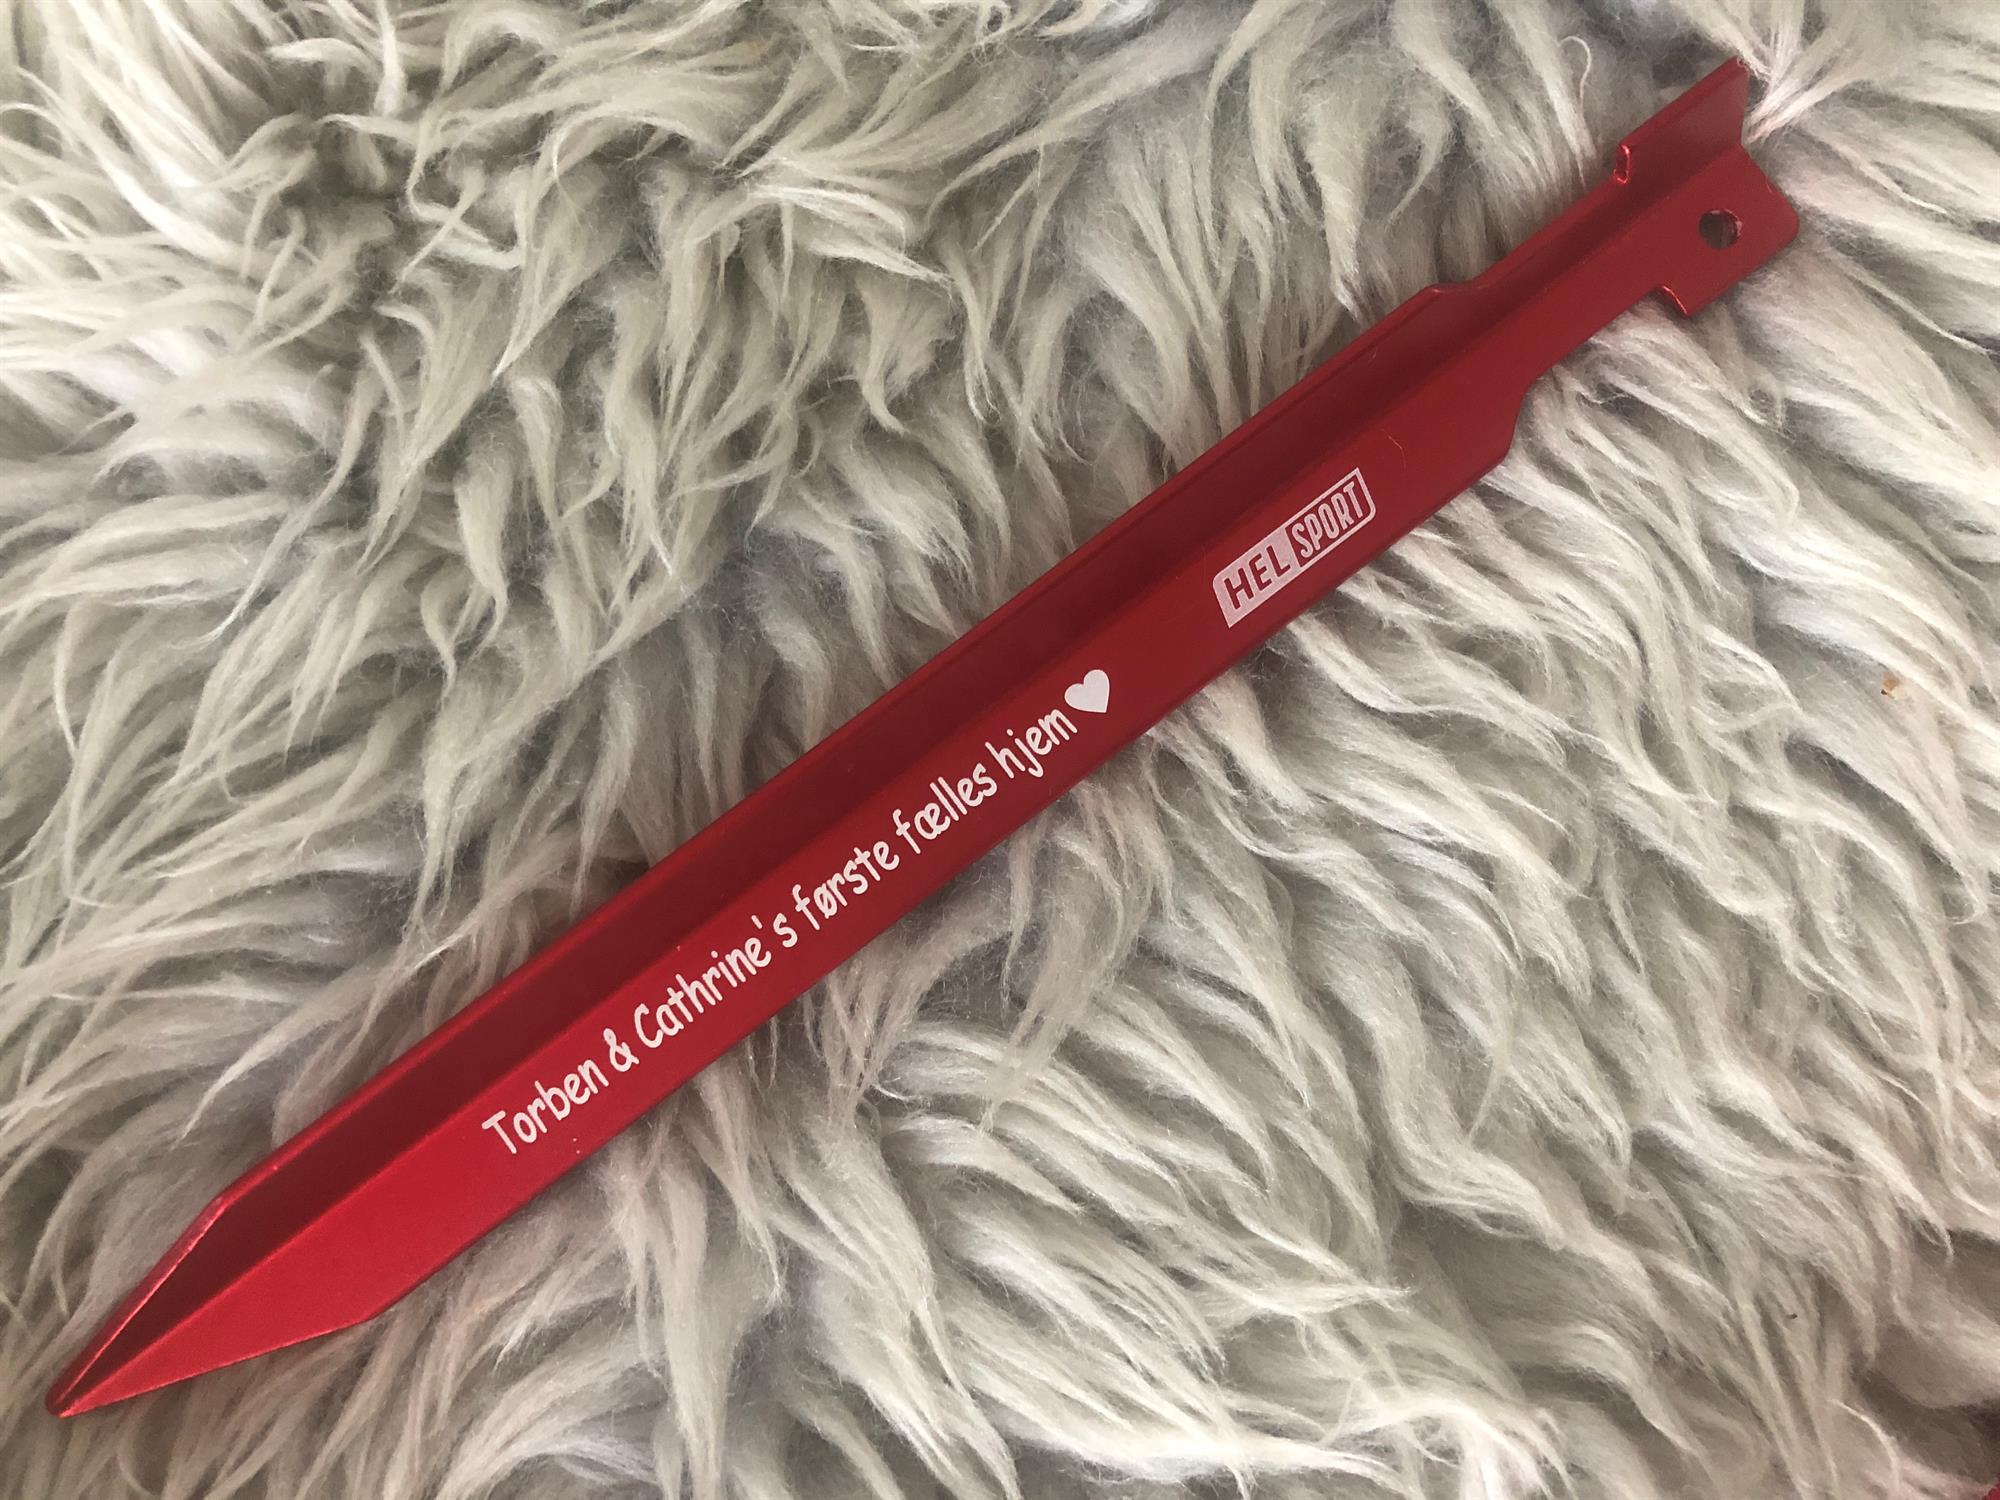 Torben & Cathrine's første fælles hjem ♥
HEL SPORT